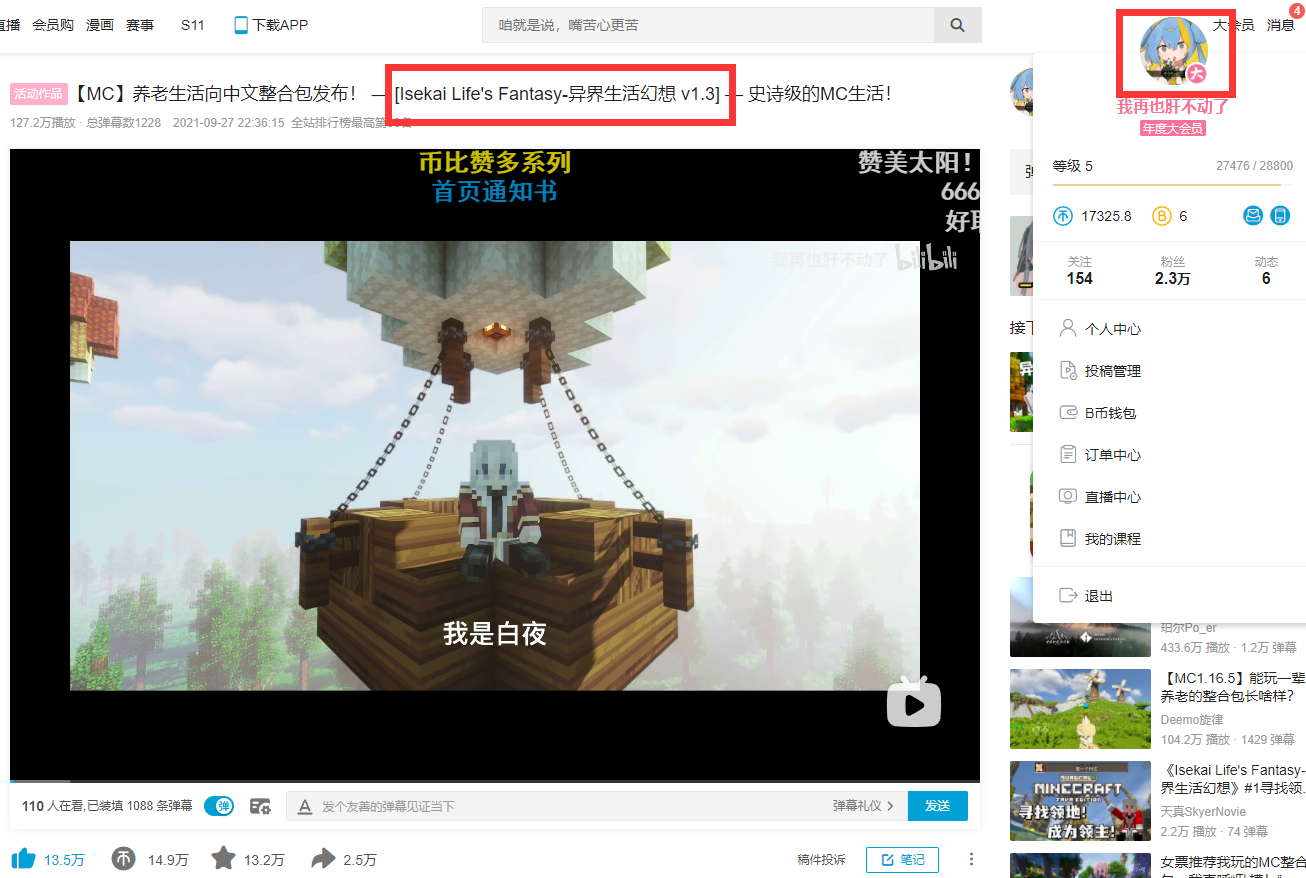 直播 会员购 漫画 赛事 S11 下载APP
咱就是说，嘴苦心更苦
大会员 消息
4
大
活动作品 【MC】养老生活向中文整合包发布！ — [Isekai Life's Fantasy-异界生活幻想 v1.3] — 史诗级的MC生活！
127.2万播放 · 总弹幕数1228 2021-09-27 22:36:15 全站排行榜最高第
我再也肝不动了
年度大会员
等级 5 27476 / 28800
17325.8 B 6
关注 粉丝 动态
154 2.3万 6
个人中心
投稿管理
B币钱包
订单中心
直播中心
我的课程
退出
币比赞多系列
首页通知书
赞美太阳！
666
好耶
我再也肝不动了 bilibili
我是白夜
接下
110 人在看,已装填 1088 条弹幕 弹 A 发个友善的弹幕见证当下 弹幕礼仪 发送
13.5万 14.9万 13.2万 2.5万 稿件投诉 笔记
珀尔Po_er
433.6万 播放 · 1.2万 弹幕
【MC1.16.5】能玩一辈
养老的整合包长啥样？
Deemo旋律
104.2万 播放 · 1429 弹幕
《Isekai Life's Fantasy-
界生活幻想》#1寻找领.
天真SkyerNovie
2.2万 播放 · 74 弹幕
MINECRAFT
JAVA EDITION
寻找领地！
成为领主！
女票推荐我玩的MC整合